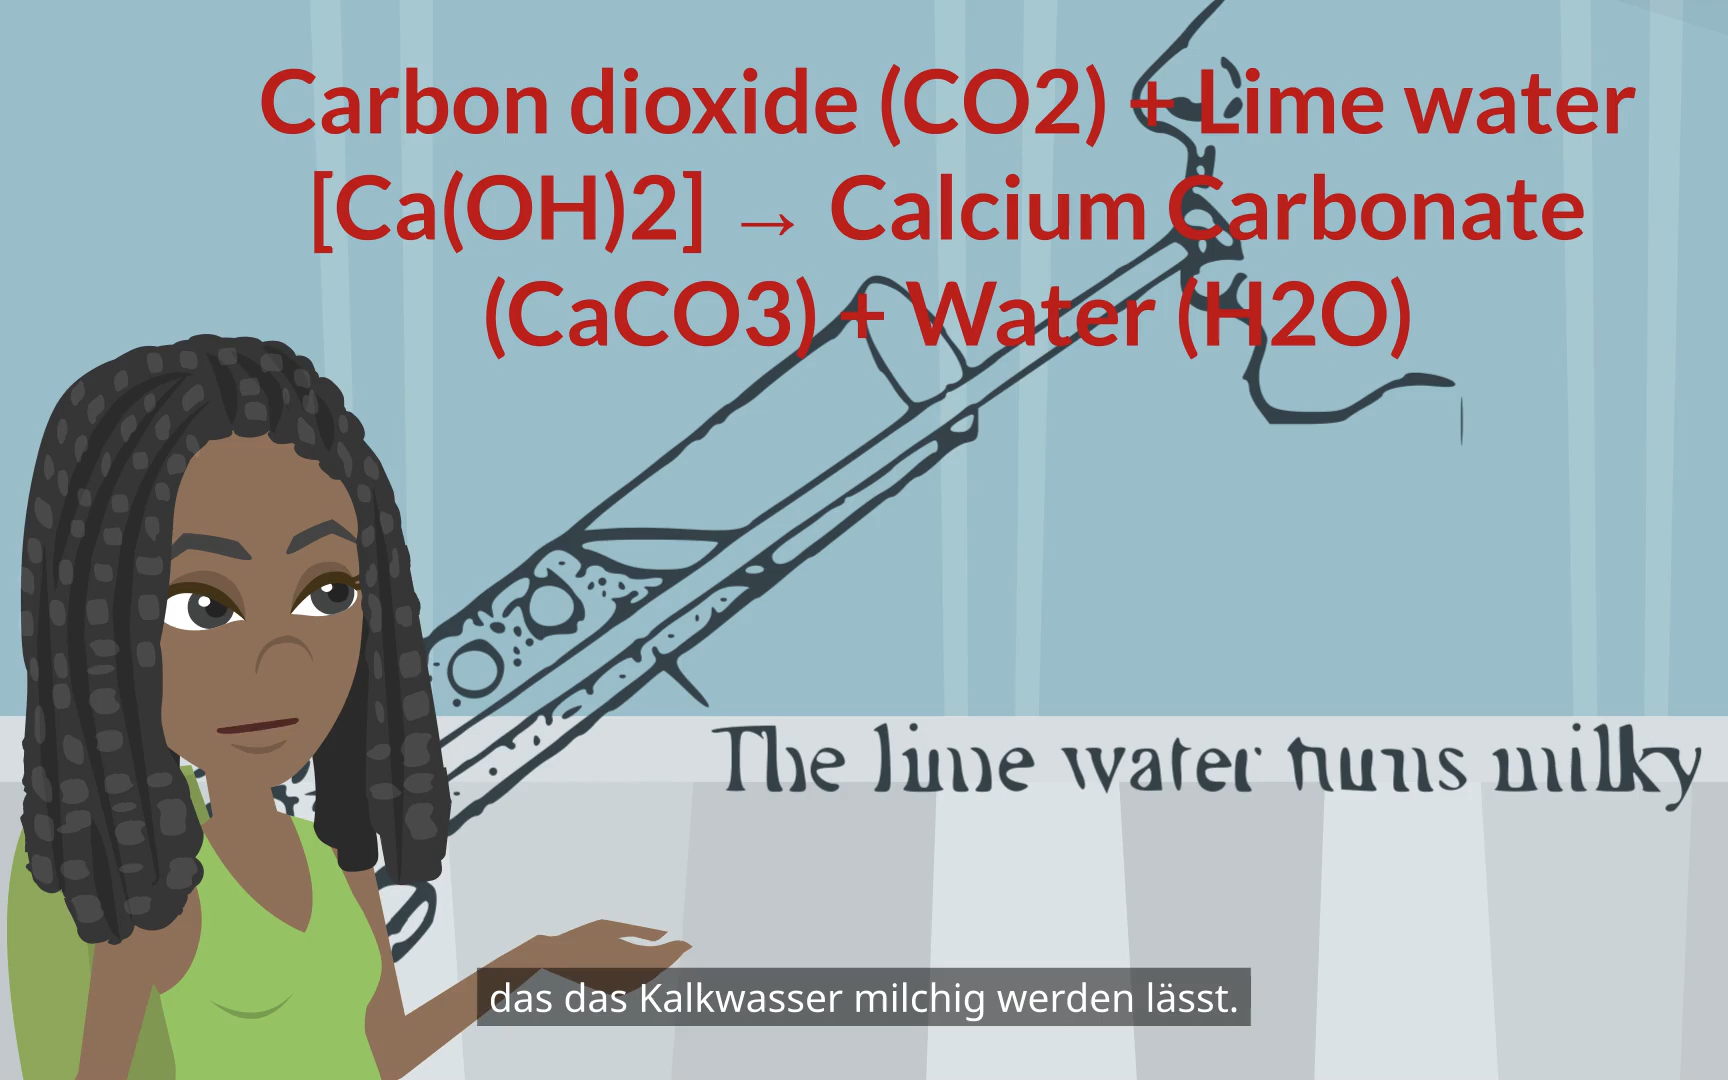 Carbon dioxide (CO2) + Lime water
[Ca(OH)2] → Calcium Carbonate
(CaCO3) + Water (H2O)
The lime water turns milky
das das Kalkwasser milchig werden lässt.